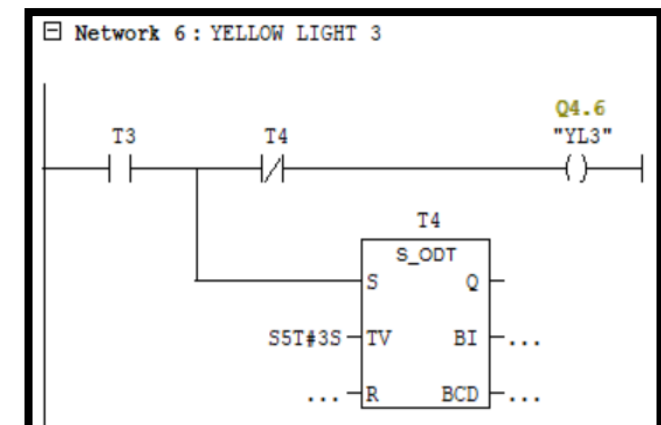 Network 6 : YELLOW LIGHT 3
Q4.6
T3 T4 "YL3"
T4
S_ODT
S Q
S5T#3S TV BI ...
... R BCD ...